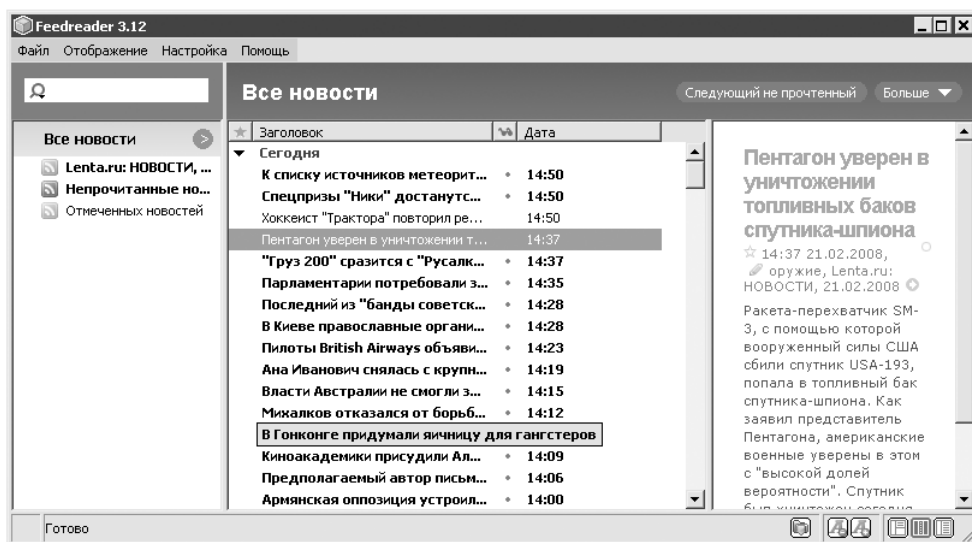 Feedreader 3.12
Файл Отображение Настройка Помощь
Все новости
Следующий не прочтенный Больше
Все новости
Lenta.ru: НОВОСТИ, ...
Непрочитанные но...
Отмеченных новостей
Заголовок Дата
Сегодня
К списку источников метеорит... 14:50
Спецпризы "Ники" достанутс... 14:50
Хоккеист "Трактора" повторил ре... 14:50
Пентагон уверен в уничтожении т... 14:37
"Груз 200" сразится с "Русалк... 14:37
Парламентарии потребовали з... 14:35
Последний из "банды советск... 14:28
В Киеве православные органи... 14:28
Пилоты British Airways объяви... 14:23
Ана Иванович снялась с крупн... 14:19
Власти Австралии не смогли з... 14:15
Михалков отказался от борьб... 14:12
В Гонконге придумали яичницу для гангстеров
Киноакадемики присудили Ал... 14:09
Предполагаемый автор письм... 14:06
Армянская оппозиция устроил... 14:00
Пентагон уверен в
уничтожении
топливных баков
спутника-шпиона
14:37 21.02.2008,
оружие, Lenta.ru:
НОВОСТИ, 21.02.2008
Ракета-перехватчик SM-
3, с помощью которой
вооруженный силы США
сбили спутник USA-193,
попала в топливный бак
спутника-шпиона. Как
заявил представитель
Пентагона, американские
военные уверены в этом
с "высокой долей
вероятности". Спутник
был уничтожен сегодня
Готово